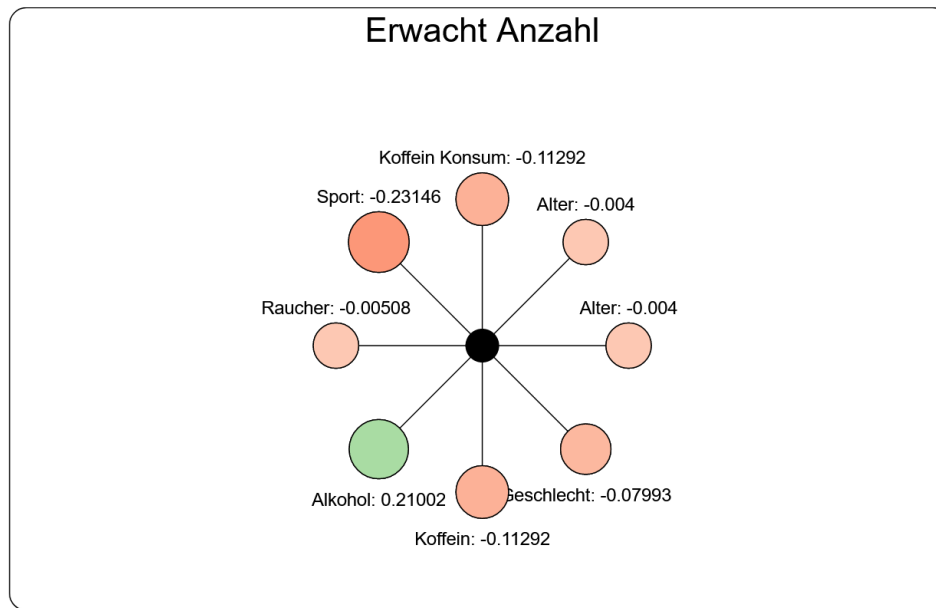 Erwacht Anzahl
Koffein Konsum: -0.11292
Sport: -0.23146
Alter: -0.004
Raucher: -0.00508
Alter: -0.004
Alkohol: 0.21002
Geschlecht: -0.07993
Koffein: -0.11292